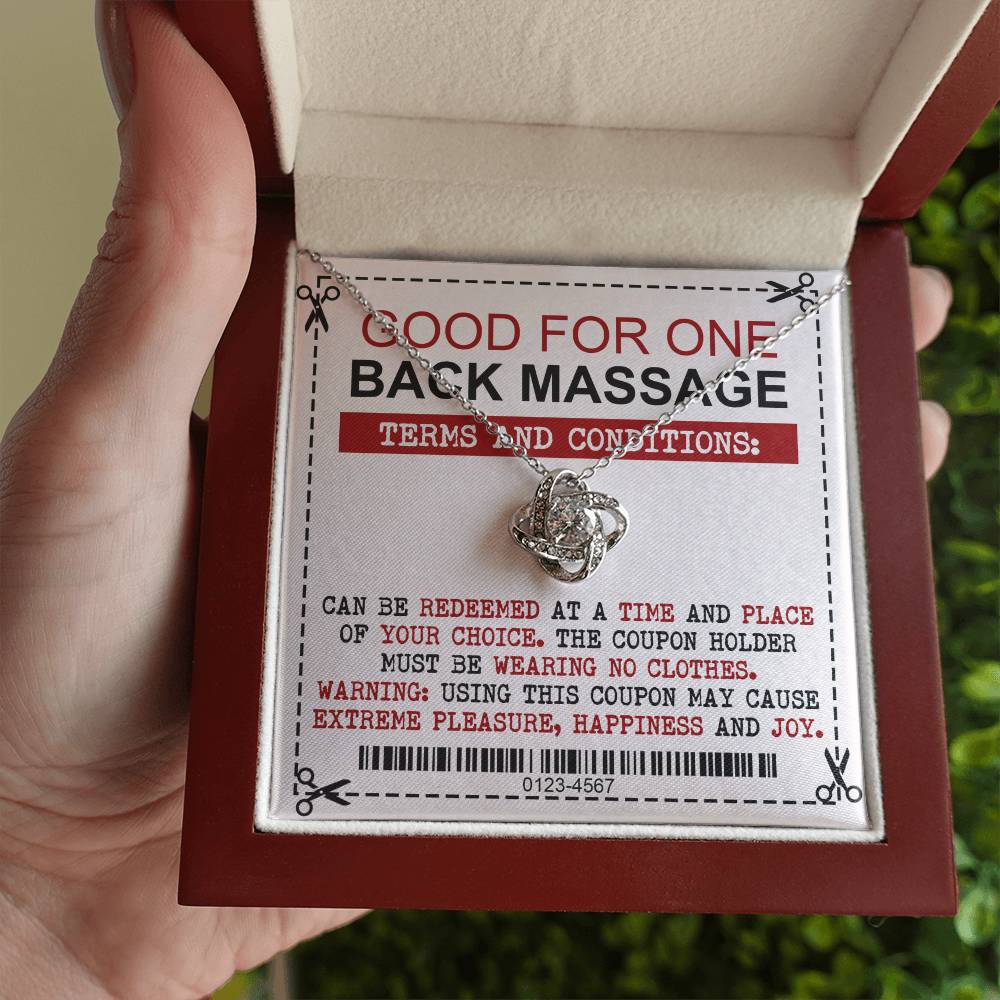 GOOD FOR ONE
BACK MASSAGE
TERMS AND CONDITIONS:
CAN BE REDEEMED AT A TIME AND PLACE
OF YOUR CHOICE. THE COUPON HOLDER
MUST BE WEARING NO CLOTHES.
WARNING: USING THIS COUPON MAY CAUSE
EXTREME PLEASURE, HAPPINESS AND JOY.
0123-4567